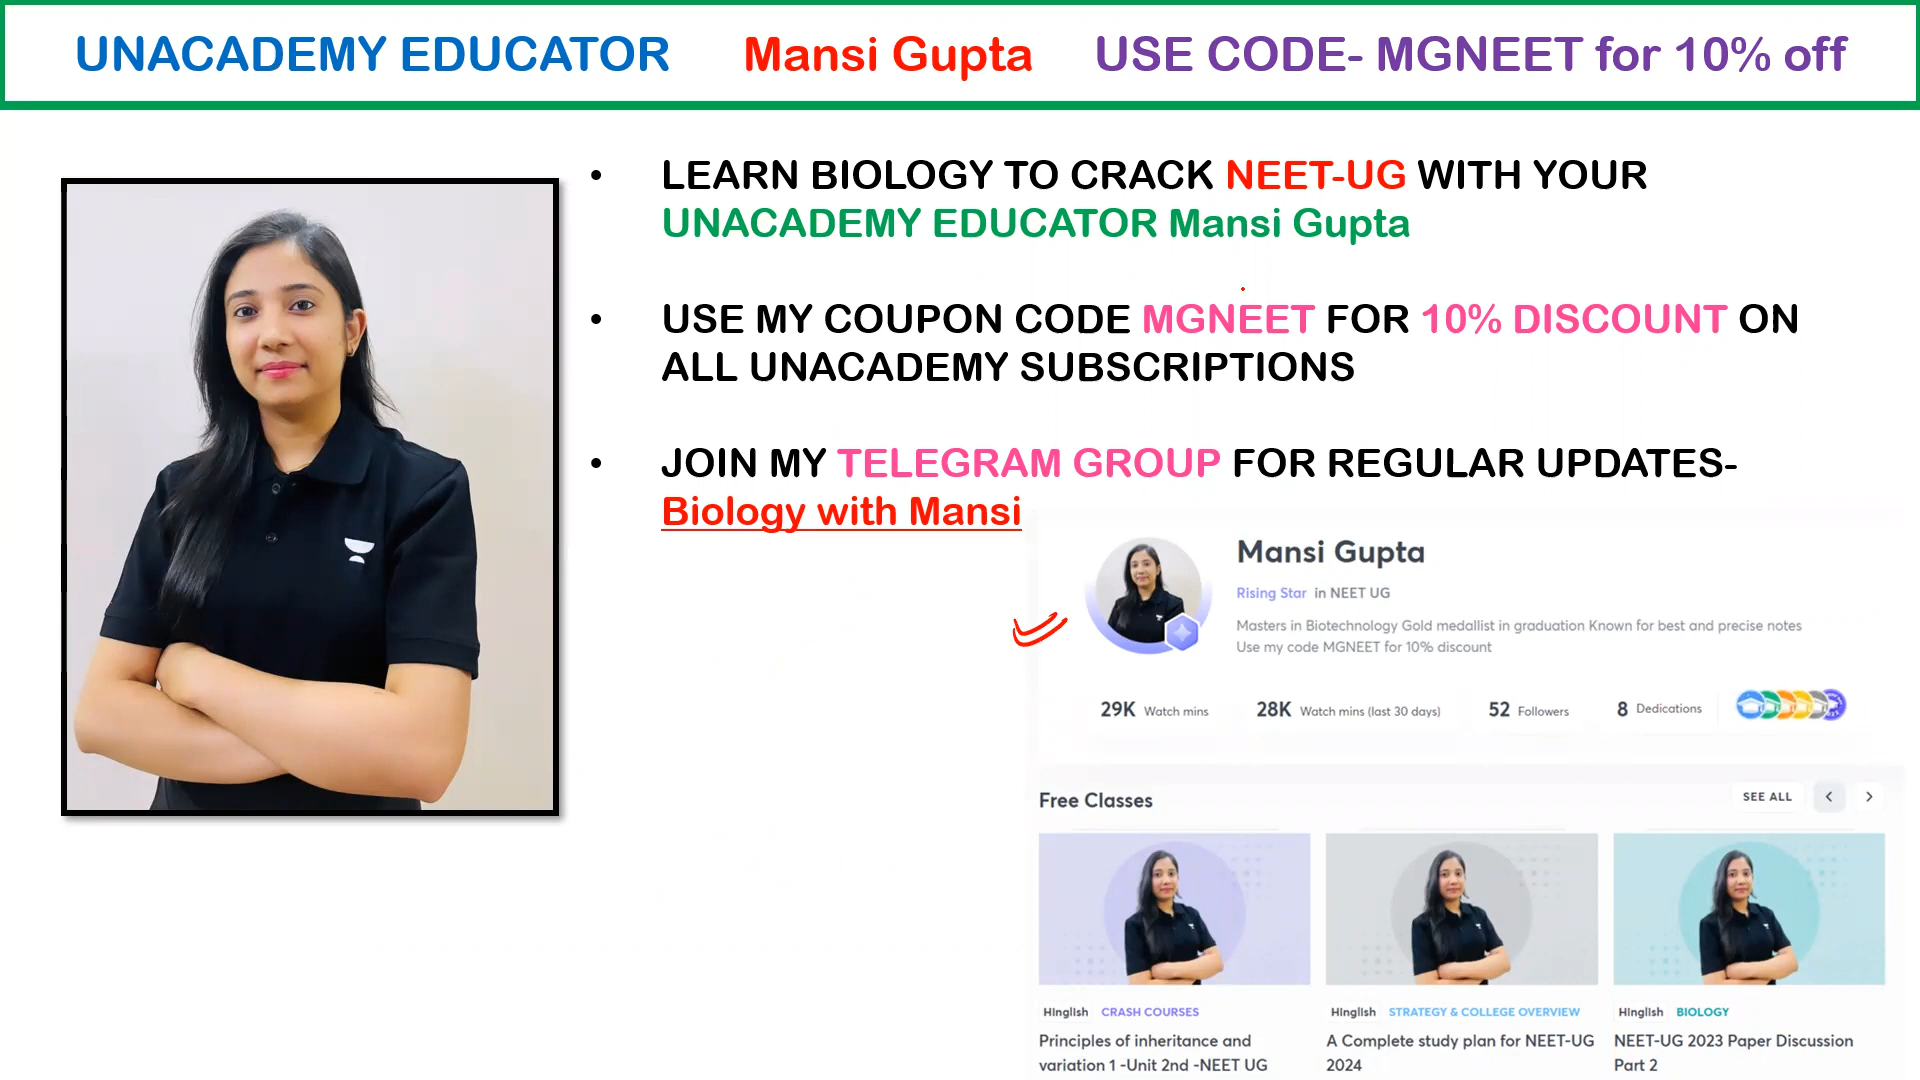 UNACADEMY EDUCATOR Mansi Gupta USE CODE- MGNEET for 10% off
• LEARN BIOLOGY TO CRACK NEET-UG WITH YOUR
UNACADEMY EDUCATOR Mansi Gupta
• USE MY COUPON CODE MGNEET FOR 10% DISCOUNT ON
ALL UNACADEMY SUBSCRIPTIONS
• JOIN MY TELEGRAM GROUP FOR REGULAR UPDATES-
Biology with Mansi
Mansi Gupta
Rising Star in NEET UG
Masters in Biotechnology Gold medallist in graduation Known for best and precise notes
Use my code MGNEET for 10% discount
29K Watch mins 28K Watch mins (last 30 days) 52 Followers 8 Dedications
Free Classes
SEE ALL
Hinglish CRASH COURSES
Principles of inheritance and
variation 1 -Unit 2nd -NEET UG
Hinglish STRATEGY & COLLEGE OVERVIEW
A Complete study plan for NEET-UG
2024
Hinglish BIOLOGY
NEET-UG 2023 Paper Discussion
Part 2